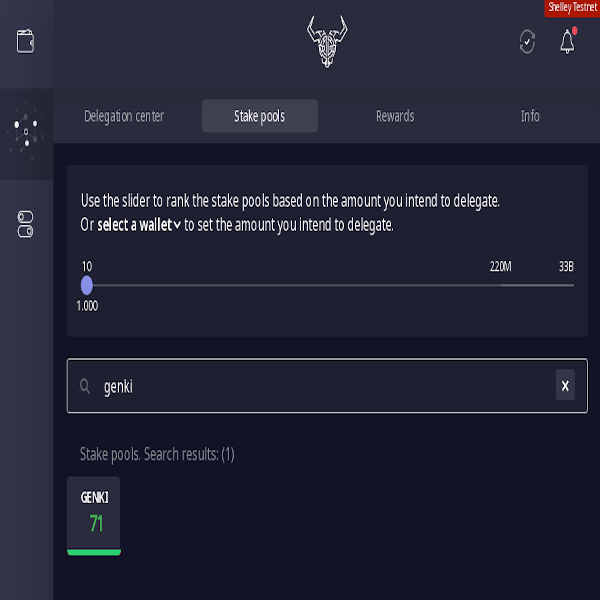 Shelley Testnet
Delegation center
Stake pools
Rewards
Info
Use the slider to rank the stake pools based on the amount you intend to delegate.
Or select a wallet to set the amount you intend to delegate.
10
220M
33B
1.000
genki
x
Stake pools. Search results: (1)
GENKI
71